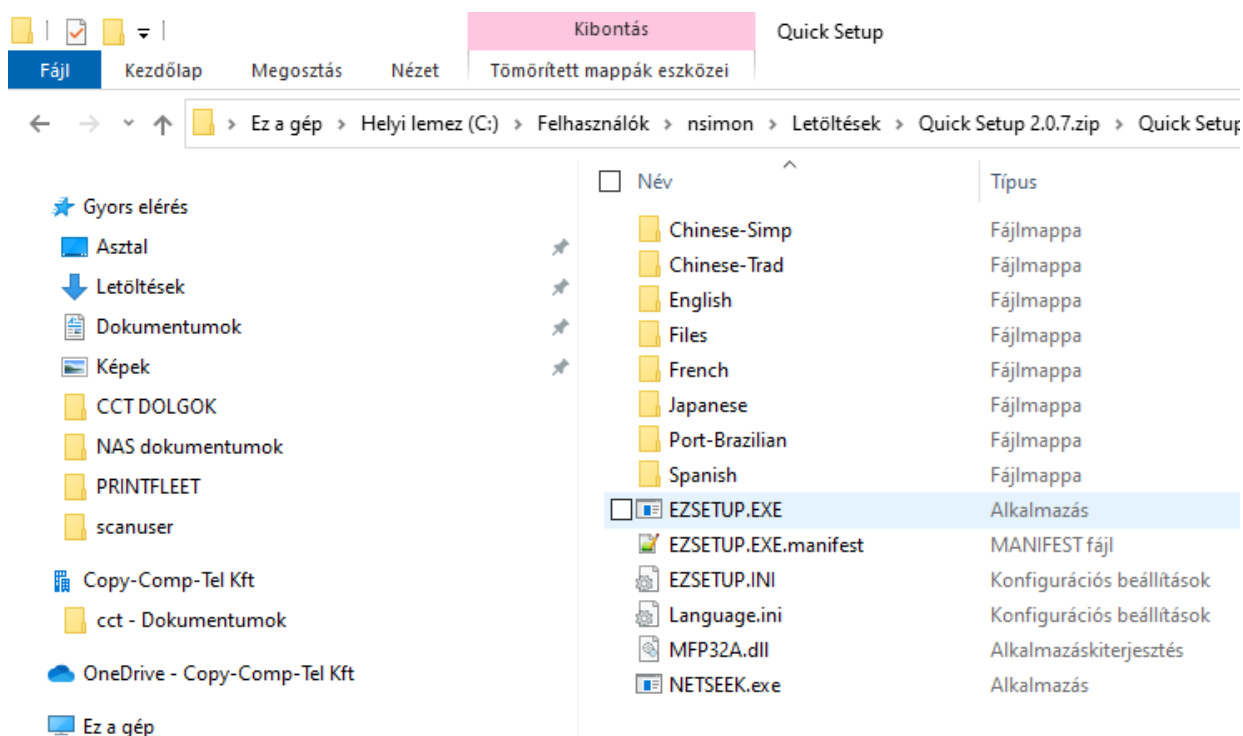 Kibontás
Quick Setup
Fájl
Kezdőlap
Megosztás
Nézet
Tömörített mappák eszközei
Ez a gép
Helyi lemez (C:)
Felhasználók
nsimon
Letöltések
Quick Setup 2.0.7.zip
Quick Setup
Gyors elérés
Asztal
Letöltések
Dokumentumok
Képek
CCT DOLGOK
NAS dokumentumok
PRINTFLEET
scanuser
Copy-Comp-Tel Kft
cct - Dokumentumok
OneDrive - Copy-Comp-Tel Kft
Ez a gép
Név Típus
Chinese-Simp Fájlmappa
Chinese-Trad Fájlmappa
English Fájlmappa
Files Fájlmappa
French Fájlmappa
Japanese Fájlmappa
Port-Brazilian Fájlmappa
Spanish Fájlmappa
EZSETUP.EXE Alkalmazás
EZSETUP.EXE.manifest MANIFEST fájl
EZSETUP.INI Konfigurációs beállítások
Language.ini Konfigurációs beállítások
MFP32A.dll Alkalmazáskiterjesztés
NETSEEK.exe Alkalmazás